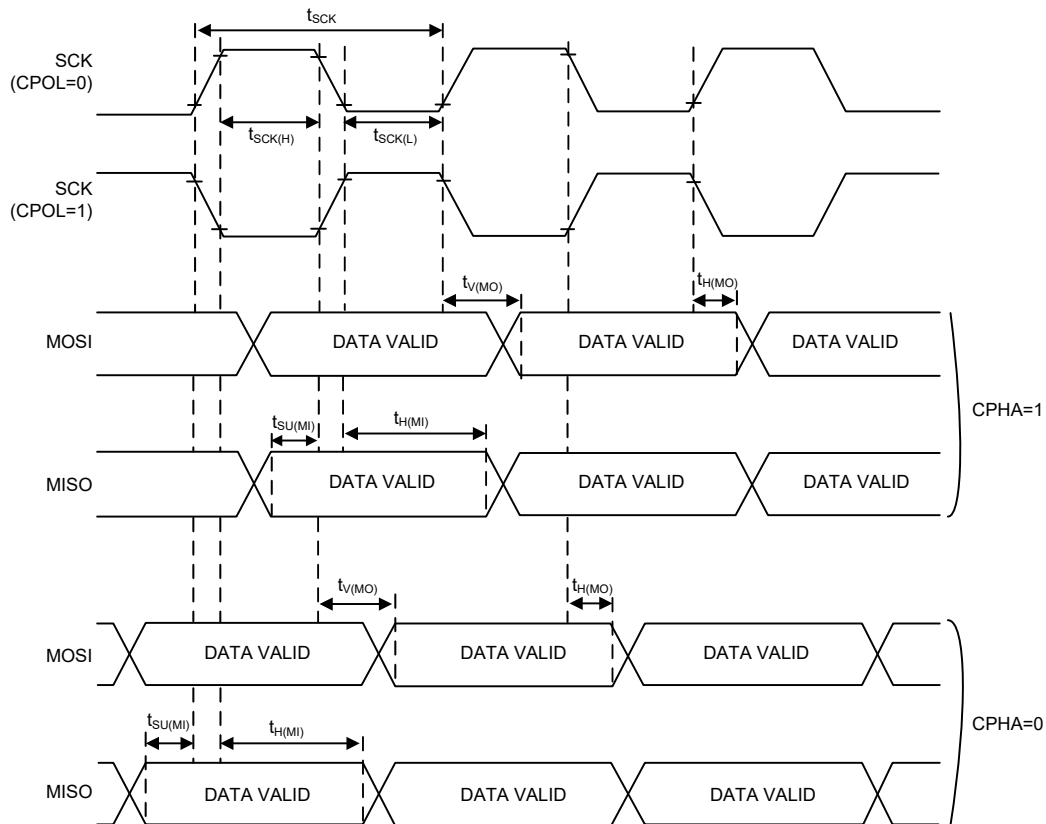 tSCK
SCK
(CPOL=0)
tSCK(H)
tSCK(L)
SCK
(CPOL=1)
tV(MO)
tH(MO)
MOSI
DATA VALID
DATA VALID
DATA VALID
CPHA=1
tSU(MI)
tH(MI)
MISO
DATA VALID
DATA VALID
DATA VALID
tV(MO)
tH(MO)
MOSI
DATA VALID
DATA VALID
DATA VALID
CPHA=0
tSU(MI)
tH(MI)
MISO
DATA VALID
DATA VALID
DATA VALID